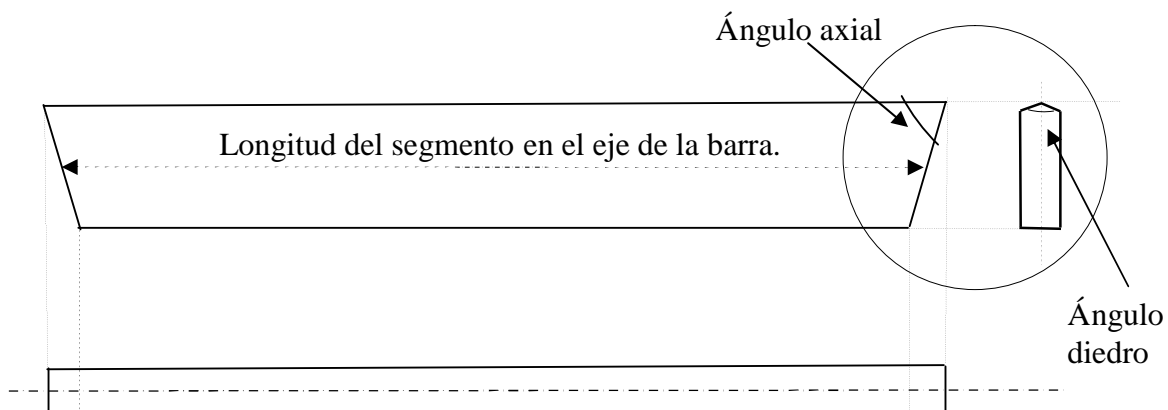 Ángulo axial
Longitud del segmento en el eje de la barra.
Ángulo
diedro